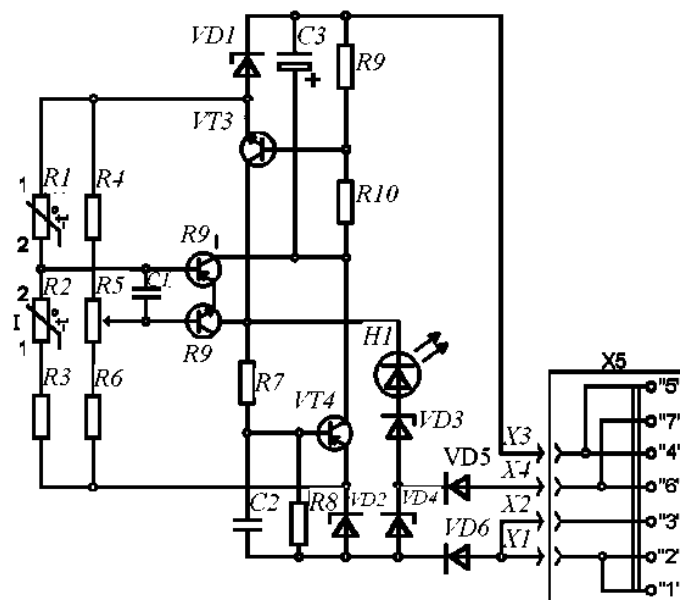 VD1 C3
R9
+
VT3
1 R1 R4
-t° R10
2
R9
2 R2 R5 C1
I -t°
1
R9 H1
X5
R3 R6 R7
"5"
VT4 VD3 X3 "7"
"4"
VD5 X4
"6"
C2 R8 VD2 VD4 X2
"3"
VD6 X1
"2"
"1"